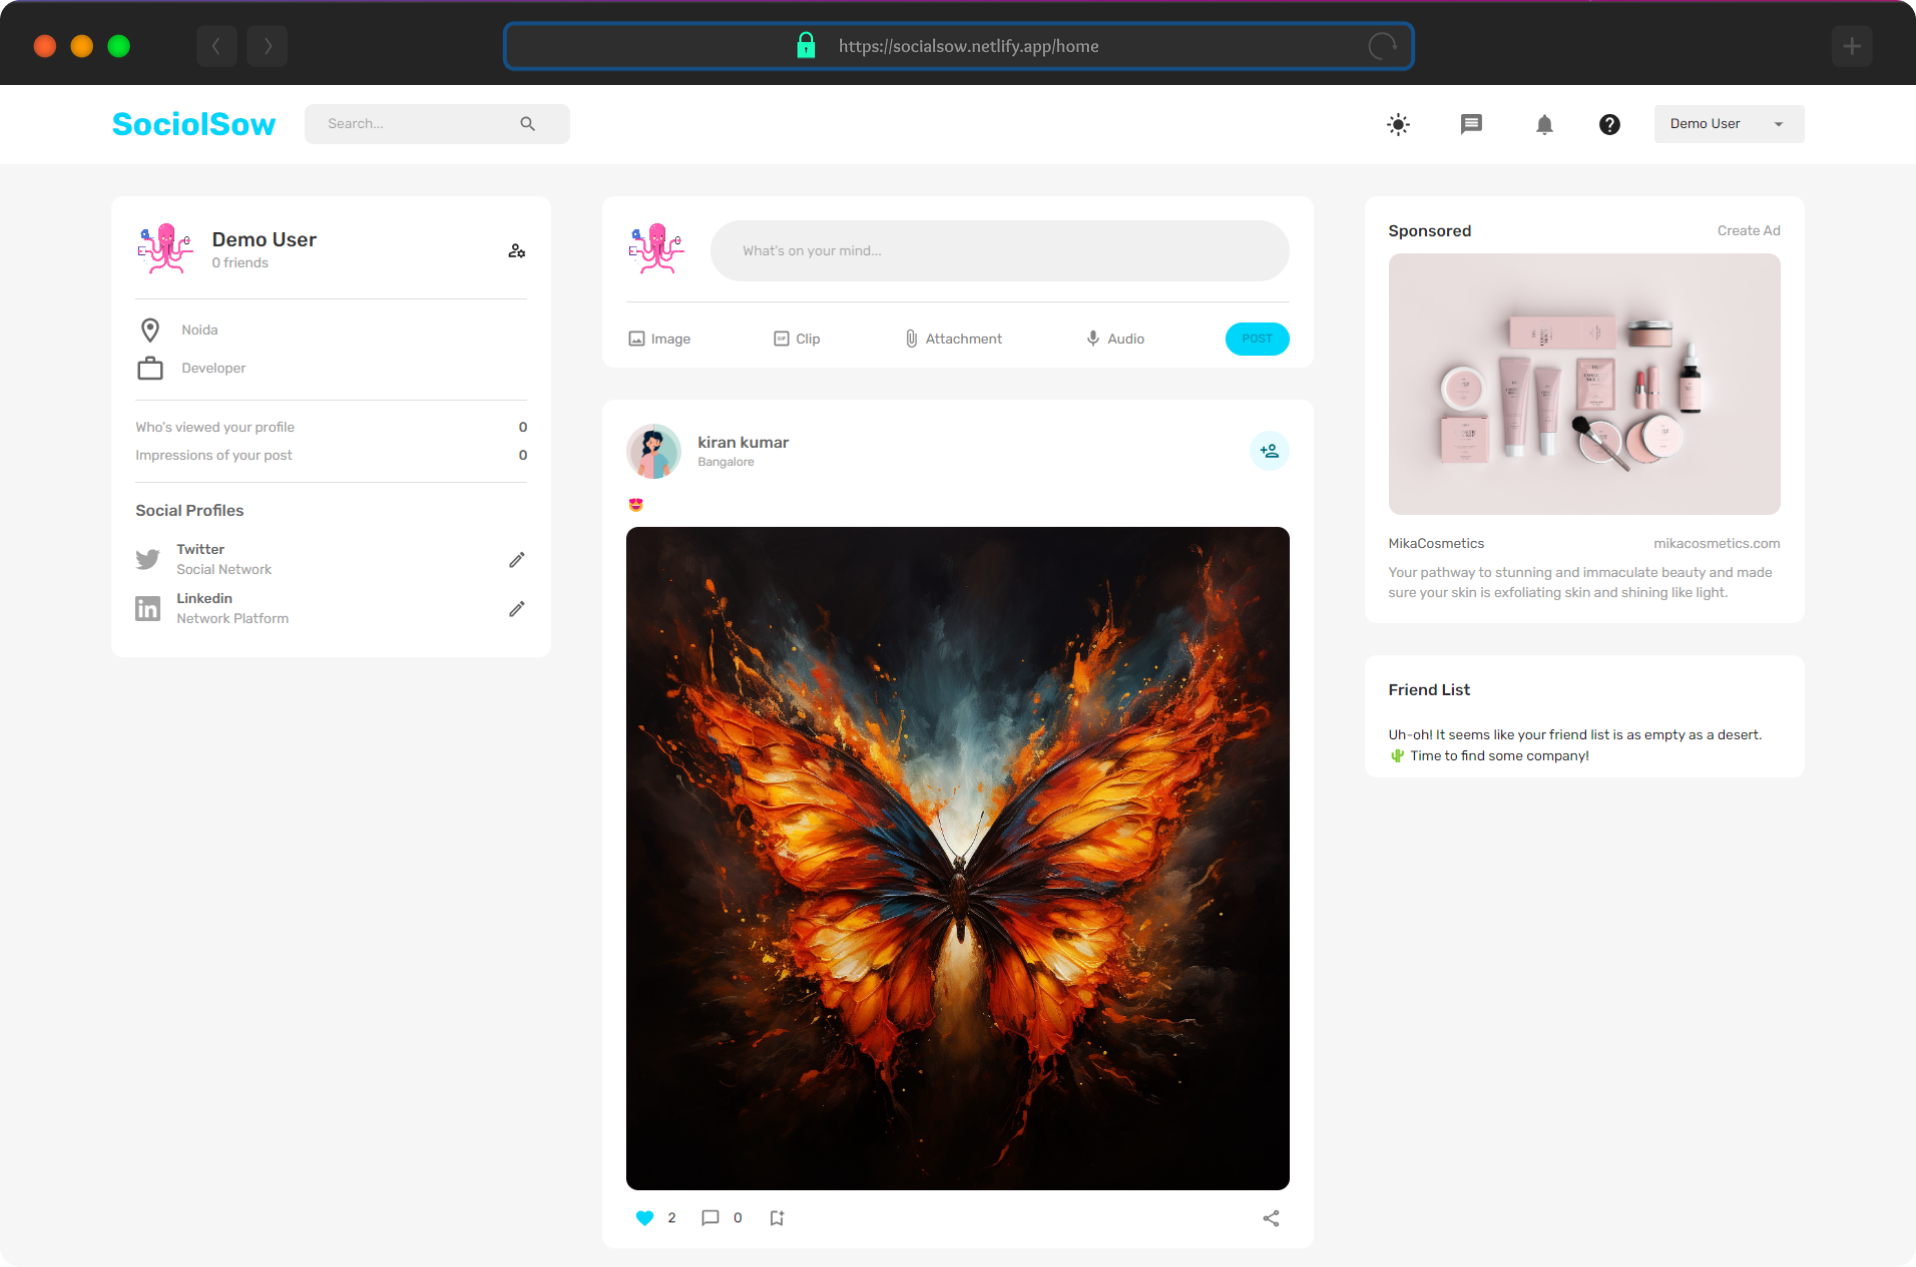 https://socialsow.netlify.app/home
SociolSow
Search...
Demo User
Demo User
0 friends
Noida
Developer
Who's viewed your profile 0
Impressions of your post 0
Social Profiles
Twitter
Social Network
Linkedin
Network Platform
What's on your mind...
Image
Clip
Attachment
Audio
POST
kiran kumar
Bangalore
😍
2
0
Sponsored
Create Ad
MikaCosmetics
mikacosmetics.com
Your pathway to stunning and immaculate beauty and made
sure your skin is exfoliating skin and shining like light.
Friend List
Uh-oh! It seems like your friend list is as empty as a desert.
🌵 Time to find some company!